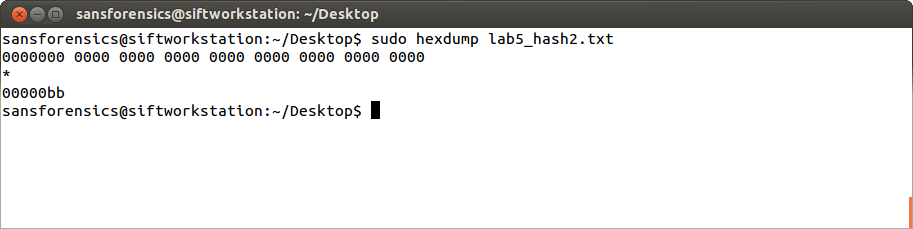 sansforensics@siftworkstation: ~/Desktop
sansforensics@siftworkstation:~/Desktop$ sudo hexdump lab5_hash2.txt
0000000 0000 0000 0000 0000 0000 0000 0000 0000
*
00000bb
sansforensics@siftworkstation:~/Desktop$